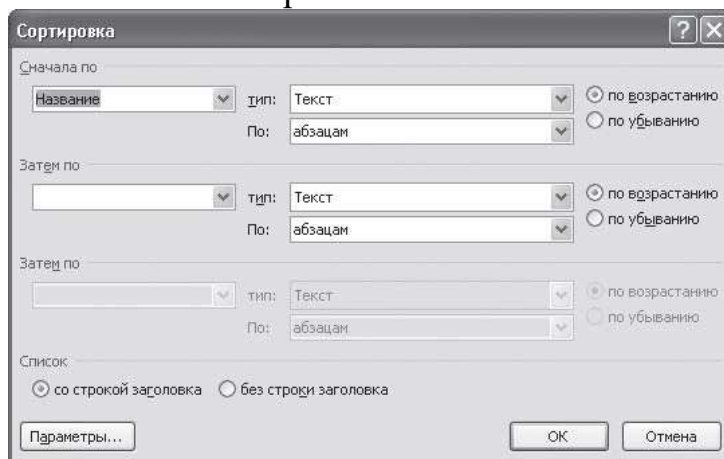 Сортировка
Сначала по
Название тип: Текст по возрастанию
По: абзацам по убыванию
Затем по
тип: Текст по возрастанию
По: абзацам по убыванию
Затем по
тип: Текст по возрастанию
По: абзацам по убыванию
Список
со строкой заголовка без строки заголовка
Параметры... ОК Отмена